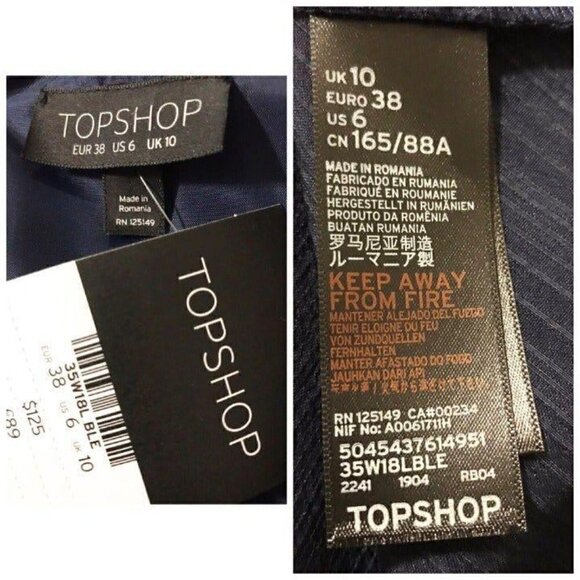 TOPSHOP
EUR 38 US 6 UK 10
Made in
Romania
RN 125149
TOPSHOP
35W18L BLE
EUR 38 US 6 UK 10
$125
UK 10
EURO 38
US 6
CN 165/88A
MADE IN ROMANIA
FABRICADO EN RUMANIA
FABRIQUÉ EN ROUMANIE
HERGESTELLT IN RUMÄNIEN
PRODUTO DA ROMÊNIA
BUATAN RUMANIA
罗马尼亚制造
ルーマニア製
KEEP AWAY
FROM FIRE
MANTENER ALEJADO DEL FUEGO
TENIR ELOIGNE DU FEU
VON ZUNDQUELLEN
FERNHALTEN
MANTER AFASTADO DO FOGO
JAUHKAN DARI API
RN 125149 CA#00234
NIF No: A0061711H
5045437614951
35W18LBLE
2241 1904 RB04
TOPSHOP